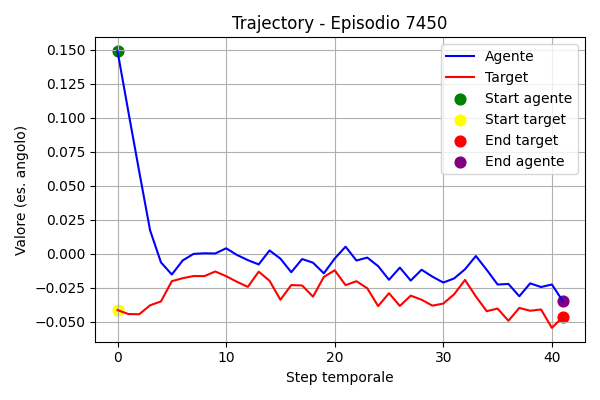 Trajectory - Episodio 7450
Valore (es. angolo)
0.150
0.125
0.100
0.075
0.050
0.025
0.000
−0.025
−0.050
Agente
Target
Start agente
Start target
End target
End agente
0 10 20 30 40
Step temporale